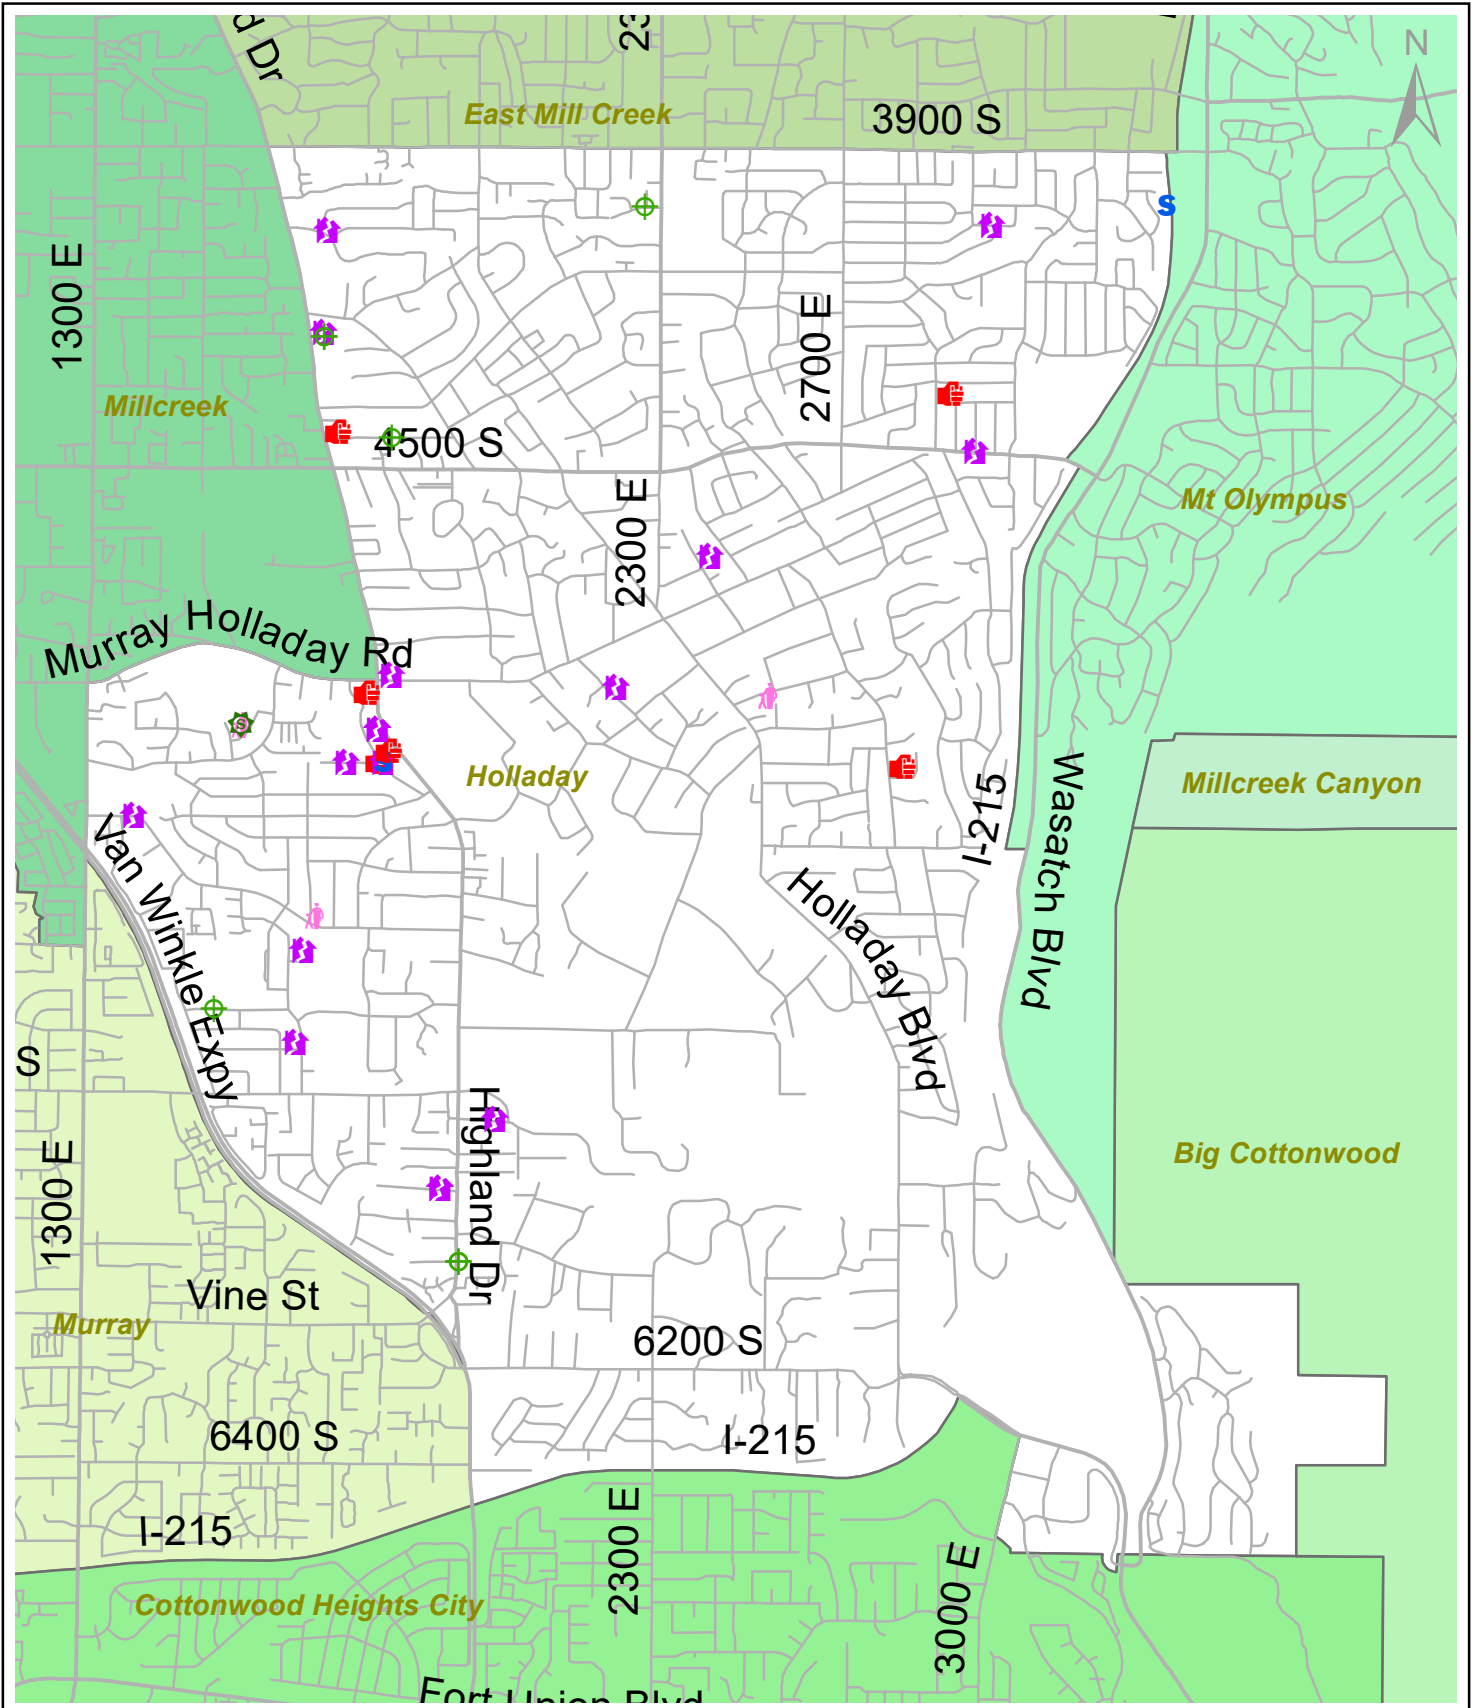 d Dr
23
N
East Mill Creek
3900 S
1300 E
2700 E
Millcreek
4500 S
2300 E
Mt Olympus
Murray Holladay Rd
S
Holladay
I-215
Wasatch Blvd
Millcreek Canyon
Van Winkle Expy
Holladay Blvd
S
S
Highland Dr
1300 E
Big Cottonwood
Vine St
Murray
6200 S
6400 S
I-215
I-215
2300 E
3000 E
Cottonwood Heights City
Fort Union Blvd